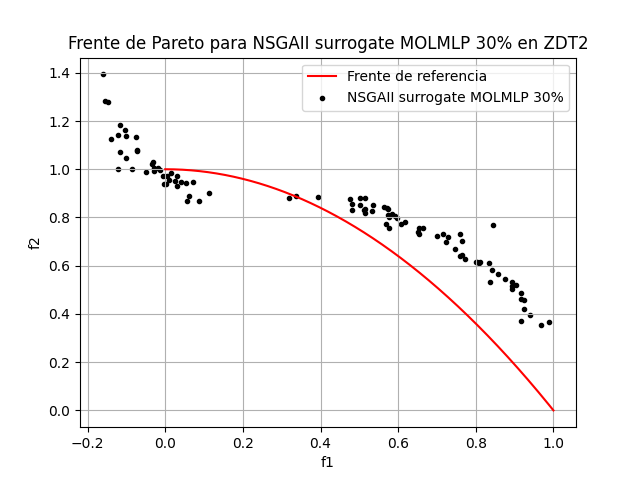 Frente de Pareto para NSGAII surrogate MOLMLP 30% en ZDT2
Frente de referencia
NSGAII surrogate MOLMLP 30%
f2
1.4
1.2
1.0
0.8
0.6
0.4
0.2
0.0
−0.2 0.0 0.2 0.4 0.6 0.8 1.0
f1